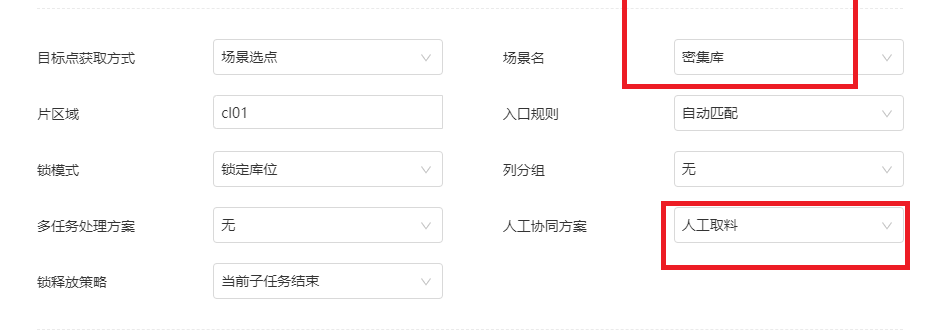 目标点获取方式 场景选点 场景名 密集库
片区域 cl01 入口规则 自动匹配
锁模式 锁定库位 列分组 无
多任务处理方案 无 人工协同方案 人工取料
锁释放策略 当前子任务结束